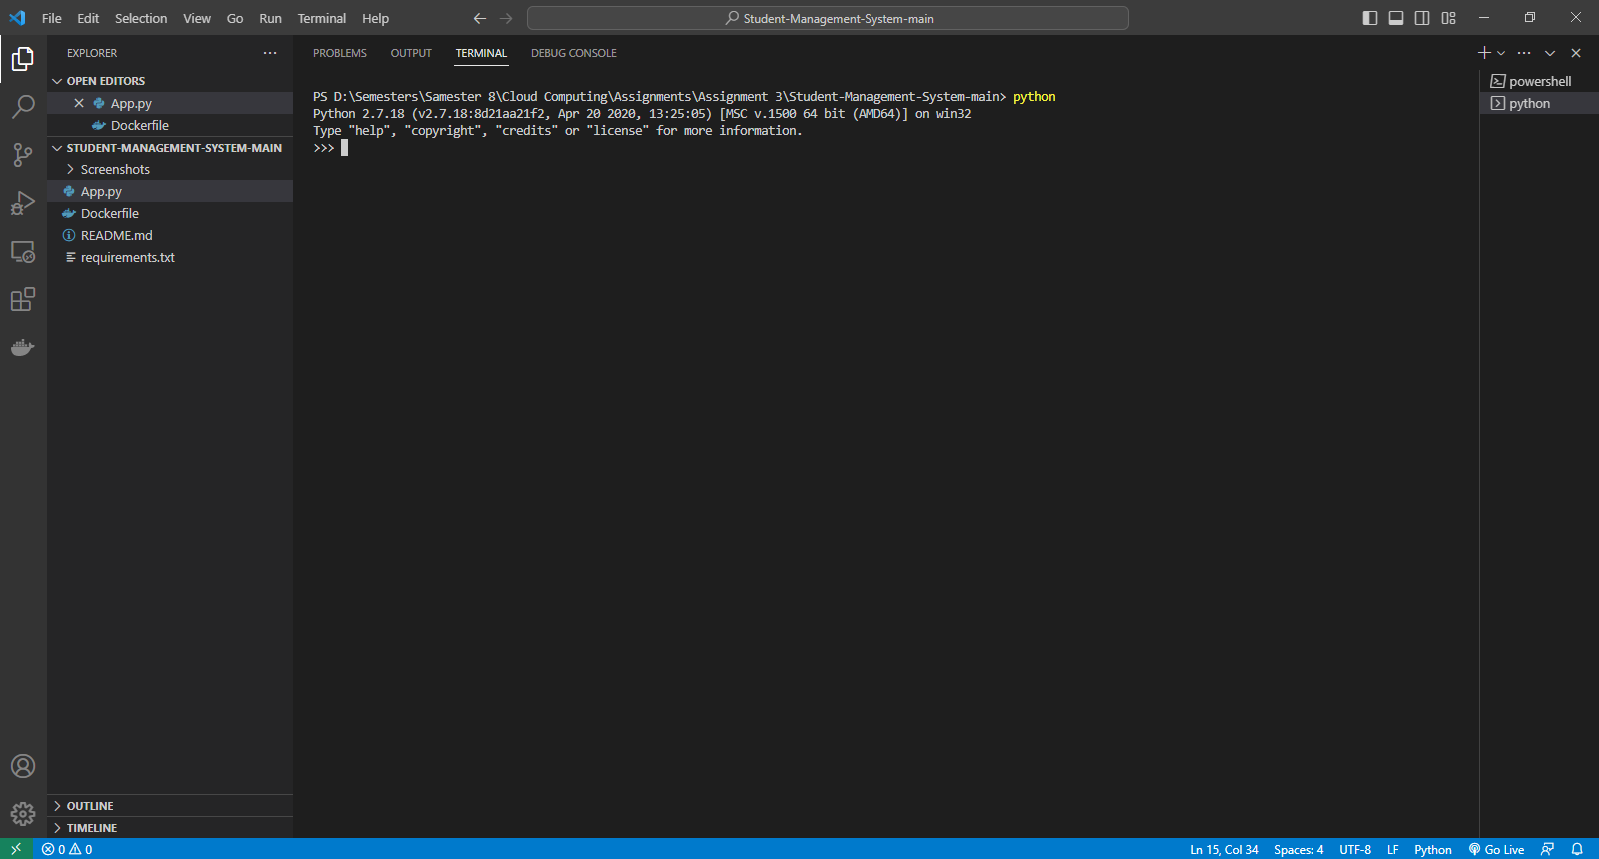 File Edit Selection View Go Run Terminal Help
Student-Management-System-main
EXPLORER
OPEN EDITORS
App.py
Dockerfile
STUDENT-MANAGEMENT-SYSTEM-MAIN
Screenshots
App.py
Dockerfile
README.md
requirements.txt
OUTLINE
TIMELINE
PROBLEMS OUTPUT TERMINAL DEBUG CONSOLE
PS D:\Semesters\Samester 8\Cloud Computing\Assignments\Assignment 3\Student-Management-System-main> python
Python 2.7.18 (v2.7.18:8d21aa21f2, Apr 20 2020, 13:25:05) [MSC v.1500 64 bit (AMD64)] on win32
Type "help", "copyright", "credits" or "license" for more information.
>>>
powershell
python
0 0
Ln 15, Col 34 Spaces: 4 UTF-8 LF Python Go Live